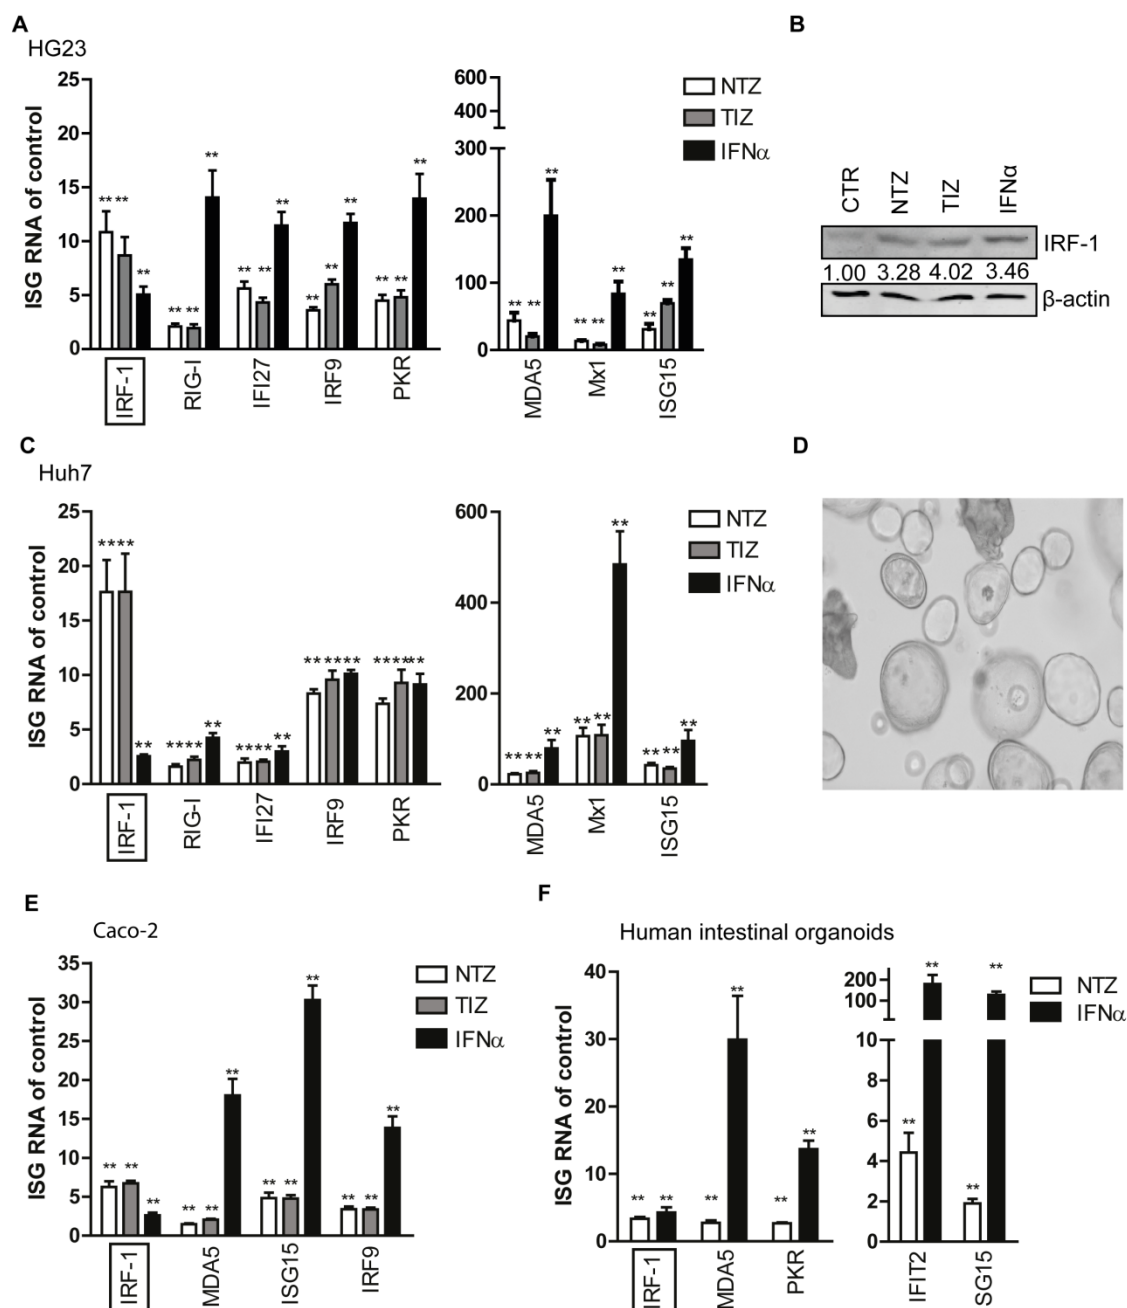 A
HG23
ISG RNA of control
25
20
15
10
5
0
** **
**
** **
**
** **
**
**
**
**
** **
**
IRF-1
RIG-I
IFI27
IRF9
PKR
600
400
300
200
100
0
** **
**
** **
**
**
**
**
MDA5
Mx1
ISG15
NTZ
TIZ
IFNα
B
CTR
NTZ
TIZ
IFNα
IRF-1
1.00 3.28 4.02 3.46
β-actin
C
Huh7
ISG RNA of control
25
20
15
10
5
0
****
**
****
**
****
**
** ****
******
IRF-1
RIG-I
IFI27
IRF9
PKR
600
400
200
0
****
**
** **
**
** **
**
MDA5
Mx1
ISG15
NTZ
TIZ
IFNα
D
E
Caco-2
ISG RNA of control
35
30
25
20
15
10
5
0
** **
**
** **
**
** **
**
** **
**
IRF-1
MDA5
ISG15
IRF9
NTZ
TIZ
IFNα
F
Human intestinal organoids
ISG RNA of control
40
30
20
10
0
** **
**
**
**
**
IRF-1
MDA5
PKR
200
100
10
8
6
4
2
0
**
**
**
**
IFIT2
SG15
NTZ
IFNα